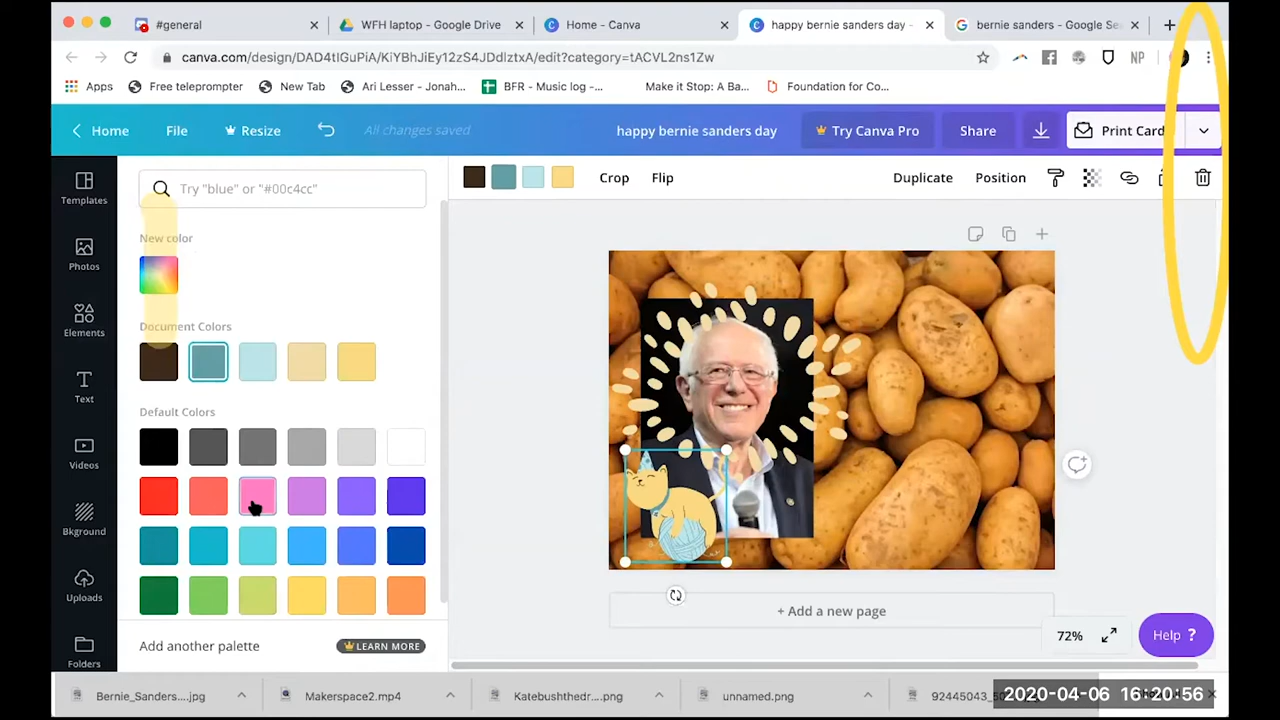 #general
WFH laptop - Google Drive
Home - Canva
happy bernie sanders day -
bernie sanders - Google Sea
canva.com/design/DAD4tIGuPiA/KiYBhJiEy12zS4JDdIztxA/edit?category=tACVL2ns1Zw
NP
Apps
Free teleprompter
New Tab
Ari Lesser - Jonah...
BFR - Music log -...
Make it Stop: A Ba...
Foundation for Co...
Home
File
Resize
All changes saved
happy bernie sanders day
Try Canva Pro
Share
Print Card
Templates
Photos
Elements
Text
Videos
Bkground
Uploads
Folders
Try "blue" or "#00c4cc"
New color
Document Colors
Default Colors
Add another palette
LEARN MORE
Crop
Flip
Duplicate
Position
+ Add a new page
72%
Help ?
Bernie_Sanders....jpg
Makerspace2.mp4
Katebushthedr....png
unnamed.png
2020-04-06 16:20:56